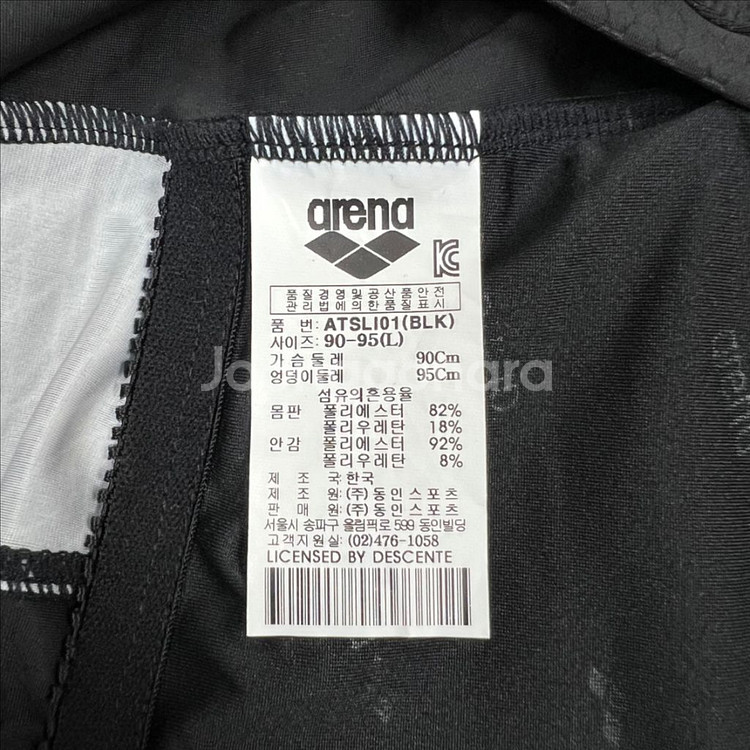 arena
KC
품질경영및공산품안전
관리법에의한품질표시
품 번: ATSLI01(BLK)
사이즈: 90-95(L)
가슴둘레 90Cm
엉덩이둘레 95Cm
섬유의혼용율
몸판 폴리에스터 82%
폴리우레탄 18%
안감 폴리에스터 92%
폴리우레탄 8%
제 조 국: 한국
제 조 원: (주)동인스포츠
판 매 원: (주)동인스포츠
서울시 송파구 올림픽로 599 동인빌딩
고객지원실: (02)476-1058
LICENSED BY DESCENTE